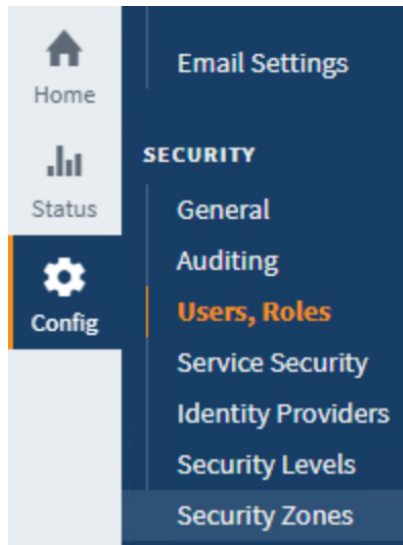 Home
Status
Config
Email Settings
SECURITY
General
Auditing
Users, Roles
Service Security
Identity Providers
Security Levels
Security Zones